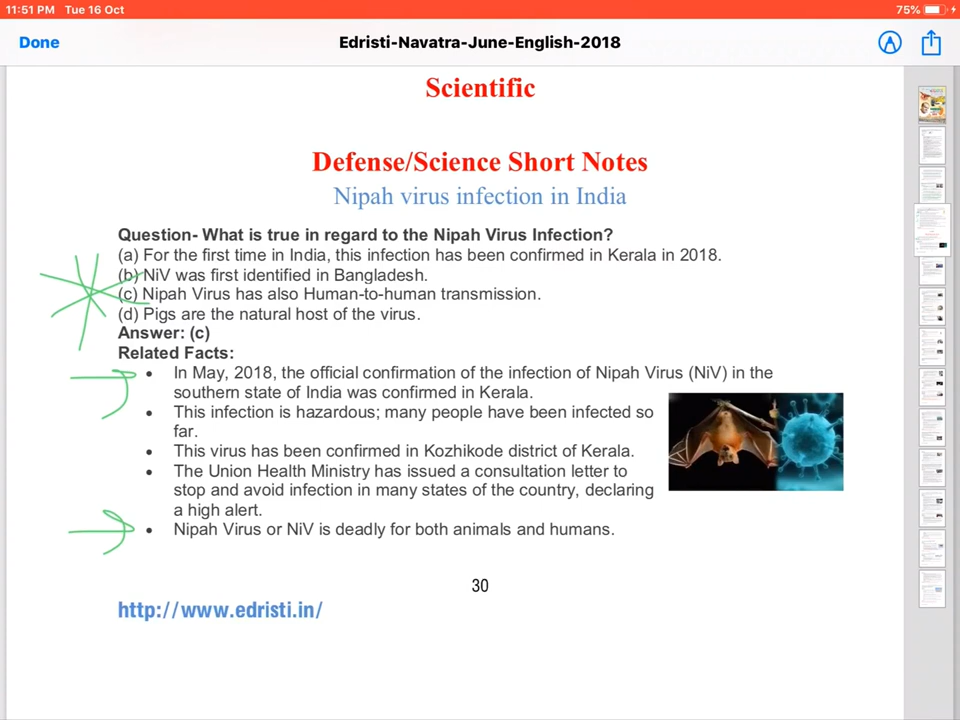 11:51 PM Tue 16 Oct 75%
Done Edristi-Navatra-June-English-2018
Scientific
Defense/Science Short Notes
Nipah virus infection in India
Question- What is true in regard to the Nipah Virus Infection?
(a) For the first time in India, this infection has been confirmed in Kerala in 2018.
(b) NiV was first identified in Bangladesh.
(c) Nipah Virus has also Human-to-human transmission.
(d) Pigs are the natural host of the virus.
Answer: (c)
Related Facts:
• In May, 2018, the official confirmation of the infection of Nipah Virus (NiV) in the
southern state of India was confirmed in Kerala.
• This infection is hazardous; many people have been infected so
far.
• This virus has been confirmed in Kozhikode district of Kerala.
• The Union Health Ministry has issued a consultation letter to
stop and avoid infection in many states of the country, declaring
a high alert.
• Nipah Virus or NiV is deadly for both animals and humans.
30
http://www.edristi.in/